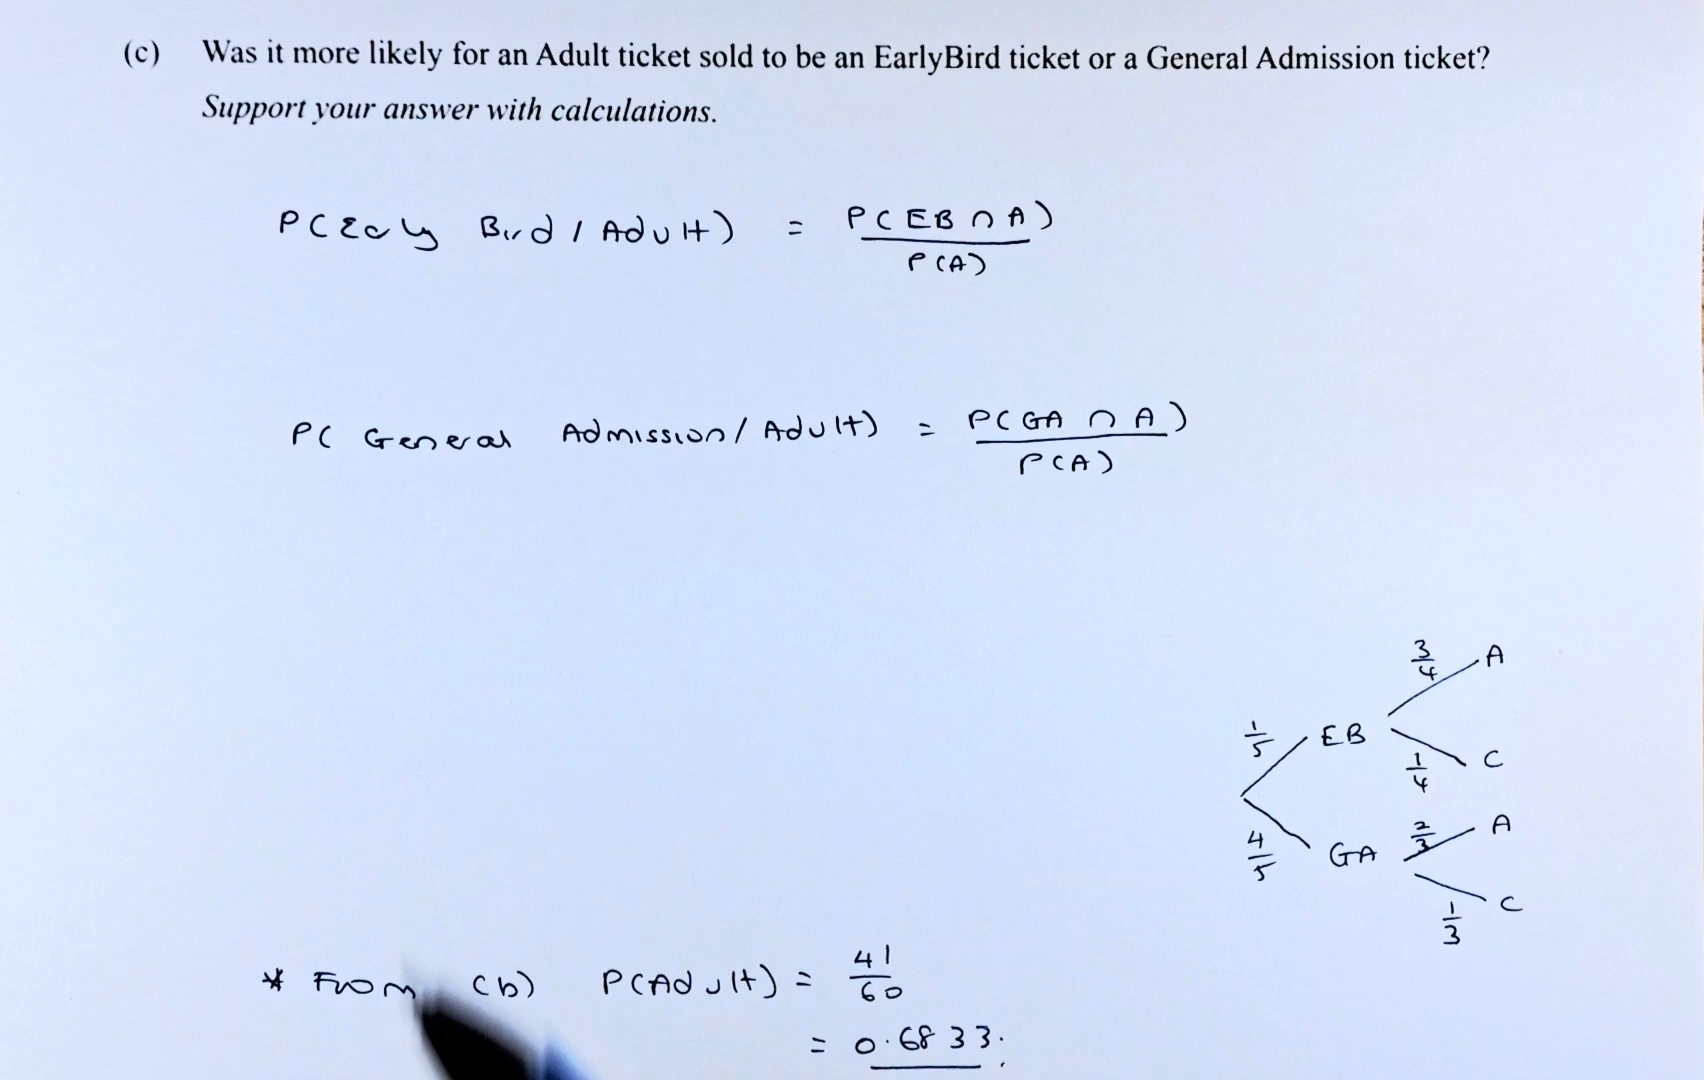 (c) Was it more likely for an Adult ticket sold to be an EarlyBird ticket or a General Admission ticket?
Support your answer with calculations.
P(Early Bird / Adult) = P(EB ∩ A) / P(A)
P(General Admission / Adult) = P(GA ∩ A) / P(A)
3/4 A
1/5 EB
1/4 C
2/3 A
4/5 GA
1/3 C
* From (b) P(Adult) = 41/60
= 0.6833.